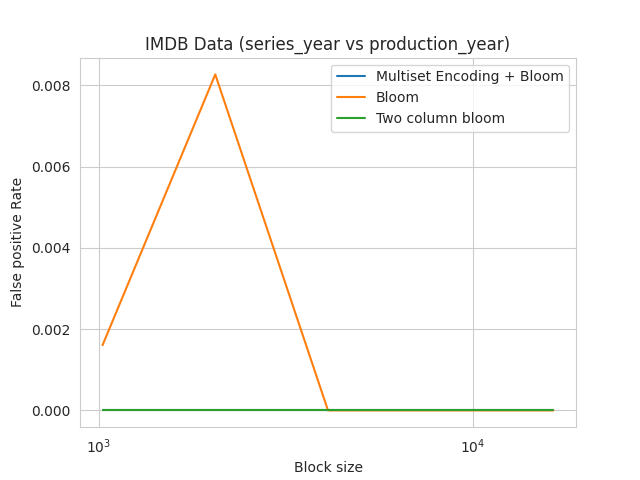 IMDB Data (series_year vs production_year)
Multiset Encoding + Bloom
Bloom
Two column bloom
False positive Rate
0.008
0.006
0.004
0.002
0.000
10³
10⁴
Block size